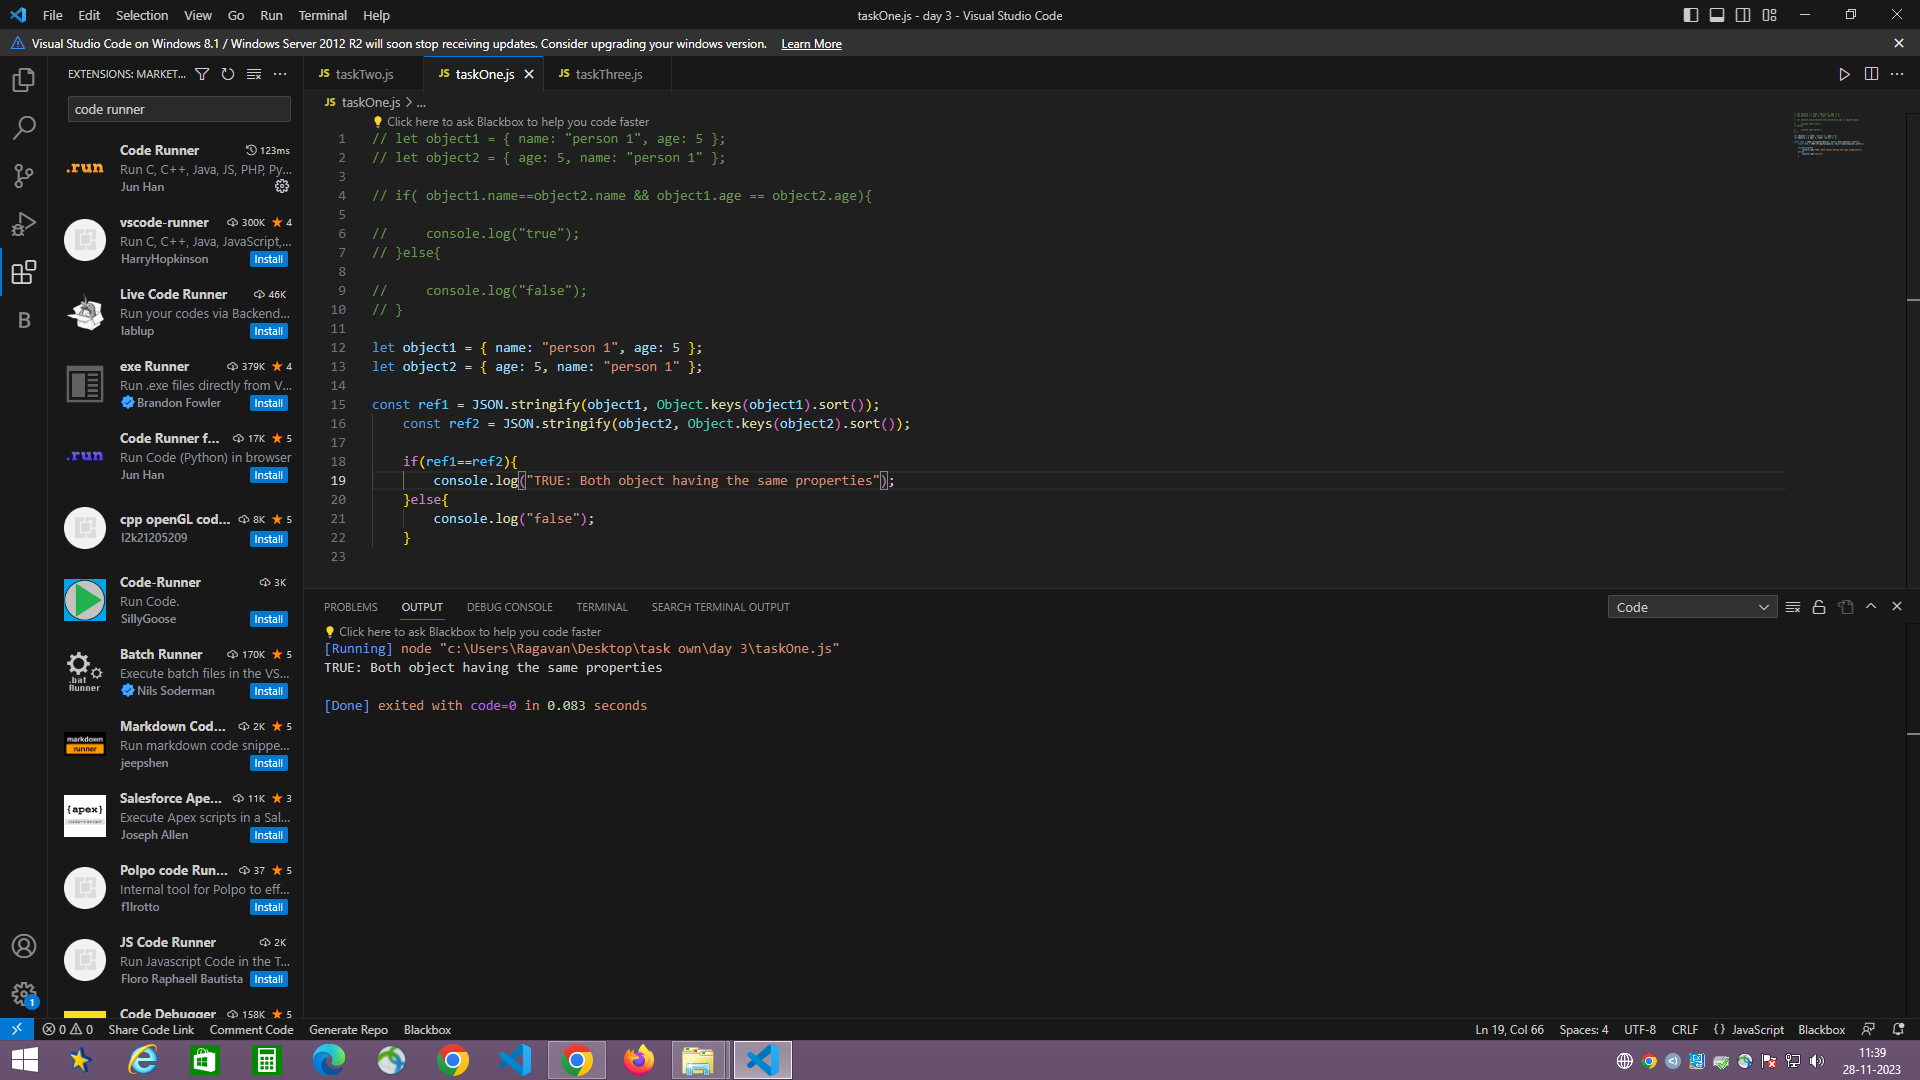 File Edit Selection View Go Run Terminal Help
taskOne.js - day 3 - Visual Studio Code
Visual Studio Code on Windows 8.1 / Windows Server 2012 R2 will soon stop receiving updates. Consider upgrading your windows version. Learn More
EXTENSIONS: MARKET...
code runner
Code Runner 123ms
Run C, C++, Java, JS, PHP, Py...
Jun Han
vscode-runner 300K 4
Run C, C++, Java, JavaScript,...
HarryHopkinson Install
Live Code Runner 46K
Run your codes via Backend...
lablup Install
exe Runner 379K 4
Run .exe files directly from V...
Brandon Fowler Install
Code Runner f... 17K 5
Run Code (Python) in browser
Jun Han Install
cpp openGL cod... 8K 5
l2k21205209 Install
Code-Runner 3K
Run Code.
SillyGoose Install
Batch Runner 170K 5
Execute batch files in the VS...
Nils Soderman Install
Markdown Cod... 2K 5
Run markdown code snippe...
jeepshen Install
Salesforce Ape... 11K 3
Execute Apex scripts in a Sal...
Joseph Allen Install
Polpo code Run... 37 5
Internal tool for Polpo to eff...
f1lrotto Install
JS Code Runner 2K
Run Javascript Code in the T...
Floro Raphaell Bautista Install
Code Debugger 158K 5
.run
.run
.bat
Runner
markdown
runner
{apex}
B
1
JS taskTwo.js JS taskOne.js JS taskThree.js
JS taskOne.js > ...
Click here to ask Blackbox to help you code faster
1 // let object1 = { name: "person 1", age: 5 };
2 // let object2 = { age: 5, name: "person 1" };
3
4 // if( object1.name==object2.name && object1.age == object2.age){
5
6 //     console.log("true");
7 // }else{
8
9 //     console.log("false");
10 // }
11
12 let object1 = { name: "person 1", age: 5 };
13 let object2 = { age: 5, name: "person 1" };
14
15 const ref1 = JSON.stringify(object1, Object.keys(object1).sort());
16     const ref2 = JSON.stringify(object2, Object.keys(object2).sort());
17
18     if(ref1==ref2){
19         console.log("TRUE: Both object having the same properties");
20     }else{
21         console.log("false");
22     }
23
PROBLEMS OUTPUT DEBUG CONSOLE TERMINAL SEARCH TERMINAL OUTPUT Code
Click here to ask Blackbox to help you code faster
[Running] node "c:\Users\Ragavan\Desktop\task own\day 3\taskOne.js"
TRUE: Both object having the same properties
[Done] exited with code=0 in 0.083 seconds
0 0 Share Code Link Comment Code Generate Repo Blackbox
Ln 19, Col 66 Spaces: 4 UTF-8 CRLF {} JavaScript Blackbox
11:39
28-11-2023